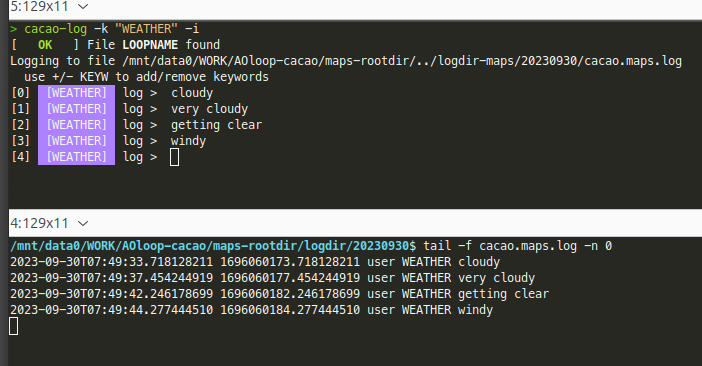 5:129x11
> cacao-log -k "WEATHER" -i
[   OK   ] File LOOPNAME found
Logging to file /mnt/data0/WORK/AOloop-cacao/maps-rootdir/../logdir-maps/20230930/cacao.maps.log
  use +/- KEYW to add/remove keywords
[0]  [WEATHER]  log >  cloudy
[1]  [WEATHER]  log >  very cloudy
[2]  [WEATHER]  log >  getting clear
[3]  [WEATHER]  log >  windy
[4]  [WEATHER]  log >
4:129x11
/mnt/data0/WORK/AOloop-cacao/maps-rootdir/logdir/20230930$ tail -f cacao.maps.log -n 0
2023-09-30T07:49:33.718128211 1696060173.718128211 user WEATHER cloudy
2023-09-30T07:49:37.454244919 1696060177.454244919 user WEATHER very cloudy
2023-09-30T07:49:42.246178699 1696060182.246178699 user WEATHER getting clear
2023-09-30T07:49:44.277444510 1696060184.277444510 user WEATHER windy